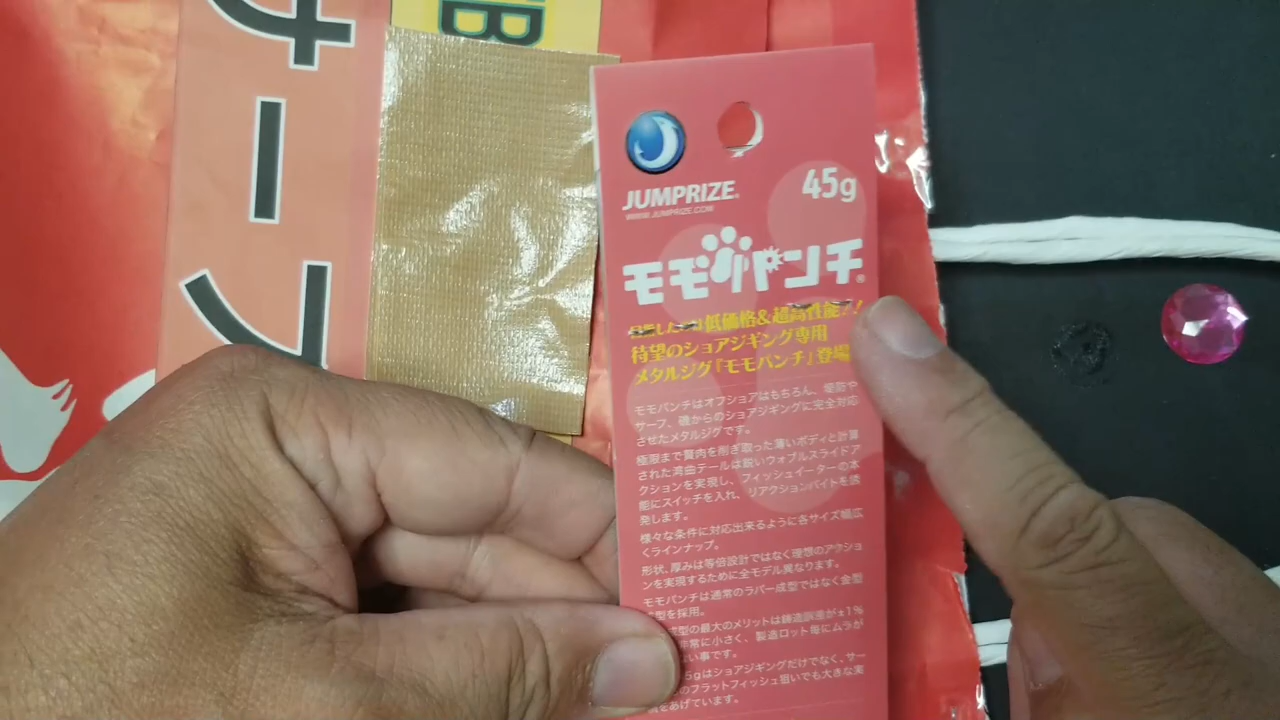 サーフ
B
JUMPRIZE
WWW.JUMPRIZE.COM
45g
モモパンチ
低価格&超高性能?!
待望のショアジギング専用
メタルジグ「モモパンチ」登場
モモパンチはオフショアはもちろん、堤防や
サーフ、磯からのショアジギングに完全対応
させたメタルジグです。
極限まで贅肉を削ぎ取った薄いボディと計算
された湾曲テールは鋭いウォブルスライドア
クションを実現し、フィッシュイーターの本
能にスイッチを入れ、リアクションバイトを誘
発します。
様々な条件に対応出来るように各サイズ幅広
くラインナップ。
形状、厚みは等倍設計ではなく理想のアクショ
ンを実現するために全モデル異なります。
モモパンチは通常のラバー成型ではなく金型
成型を採用。
型の最大のメリットは鋳造誤差が±1%
非常に小さく、製造ロット毎にムラが
い事です。
5gはショアジギングだけでなく、サー
のフラットフィッシュ狙いでも大きな実
績をあげています。